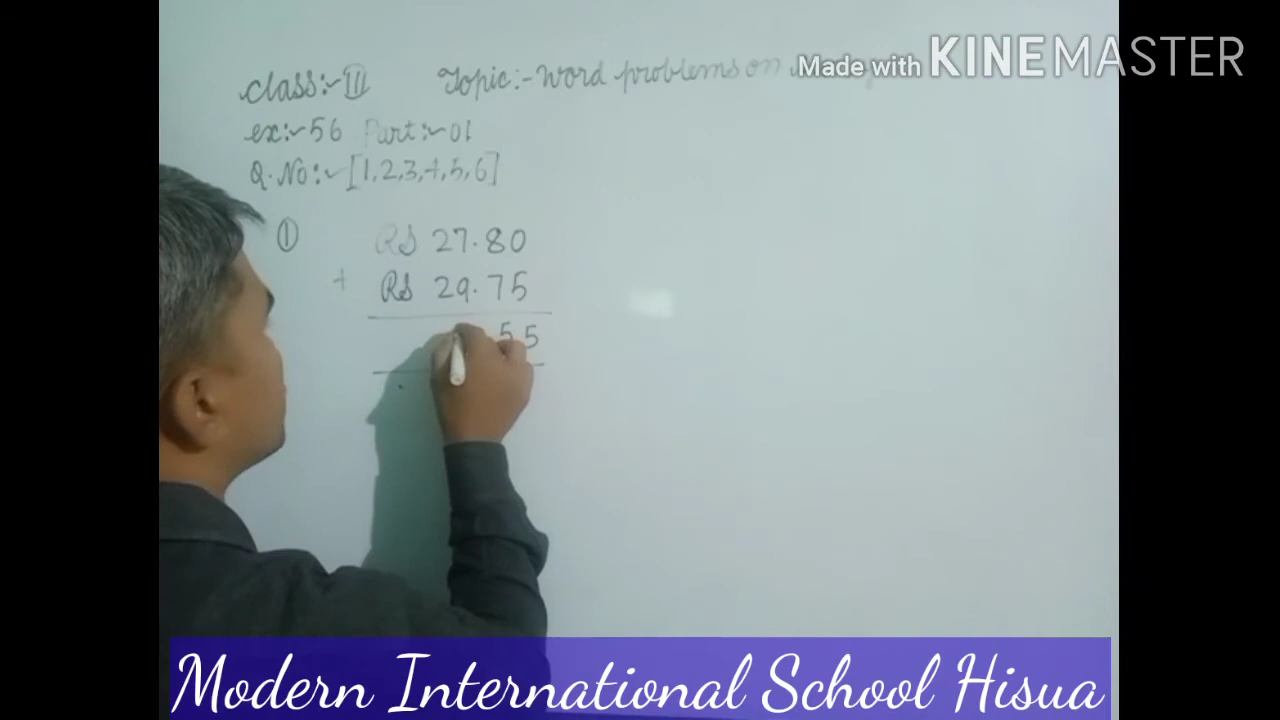 Made with KINEMASTER
class:- III Topic:- Word problems on
ex:- 56 Part:- 01
Q.No:- [1,2,3,4,5,6]
① RS 27.80
+ RS 29.75
55
Modern International School Hisua